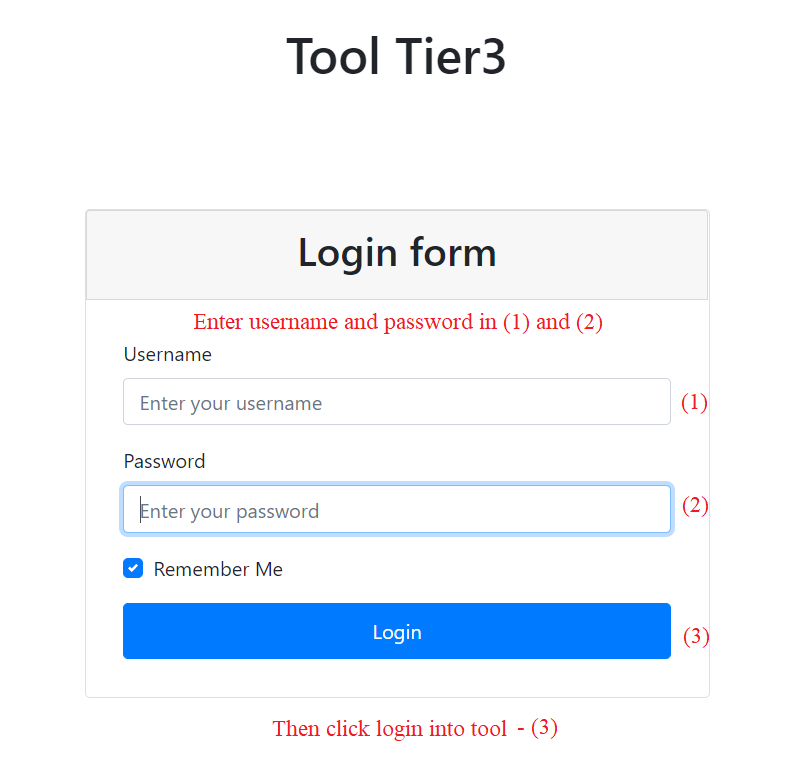 Tool Tier3
Login form
Enter username and password in (1) and (2)
Username
Enter your username (1)
Password
Enter your password (2)
Remember Me
Login (3)
Then click login into tool - (3)